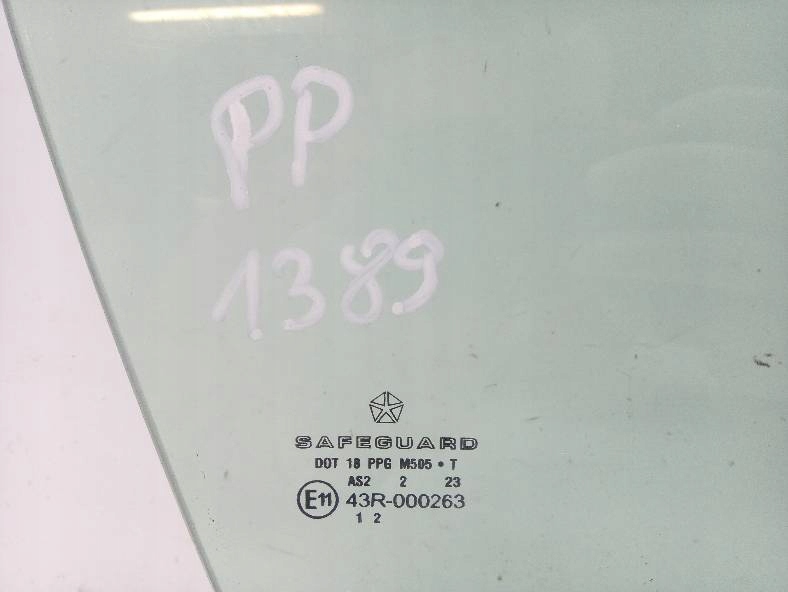 PP
1389
SAFEGUARD
DOT 18 PPG M505 • T
AS2 2 23
E11 43R-000263
1 2